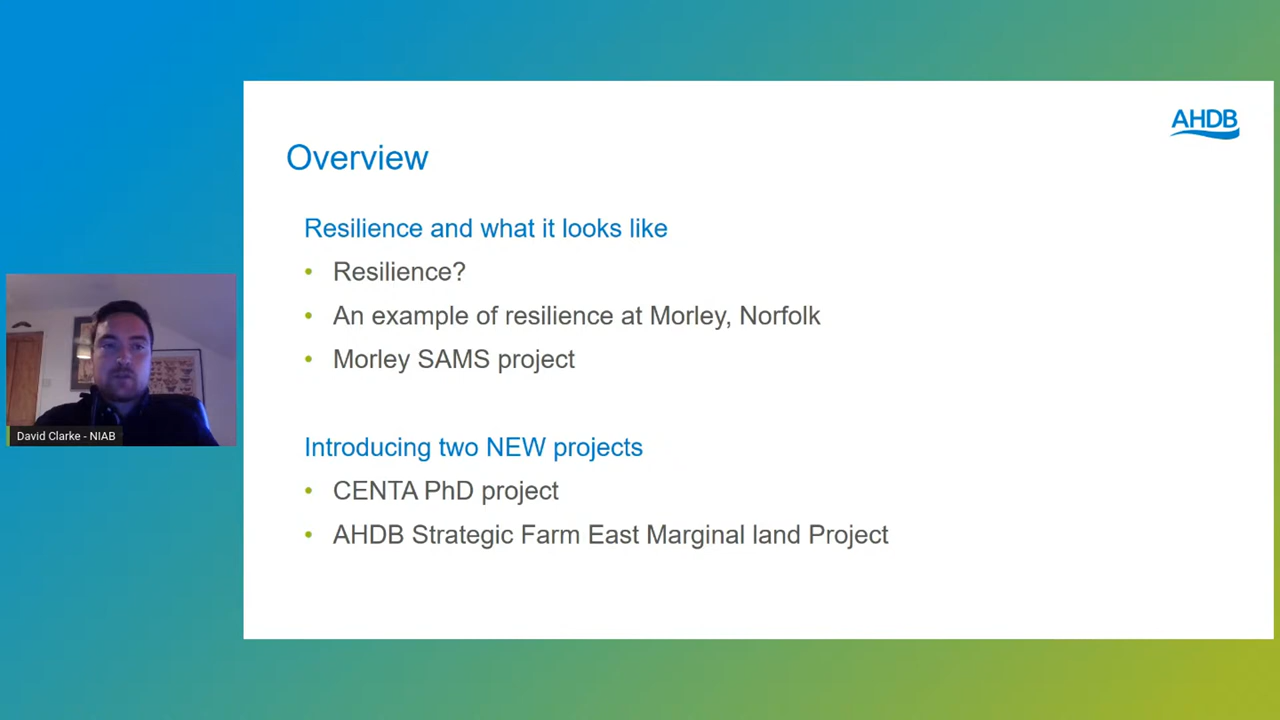 AHDB
Overview
Resilience and what it looks like
• Resilience?
• An example of resilience at Morley, Norfolk
• Morley SAMS project
Introducing two NEW projects
• CENTA PhD project
• AHDB Strategic Farm East Marginal land Project
David Clarke - NIAB